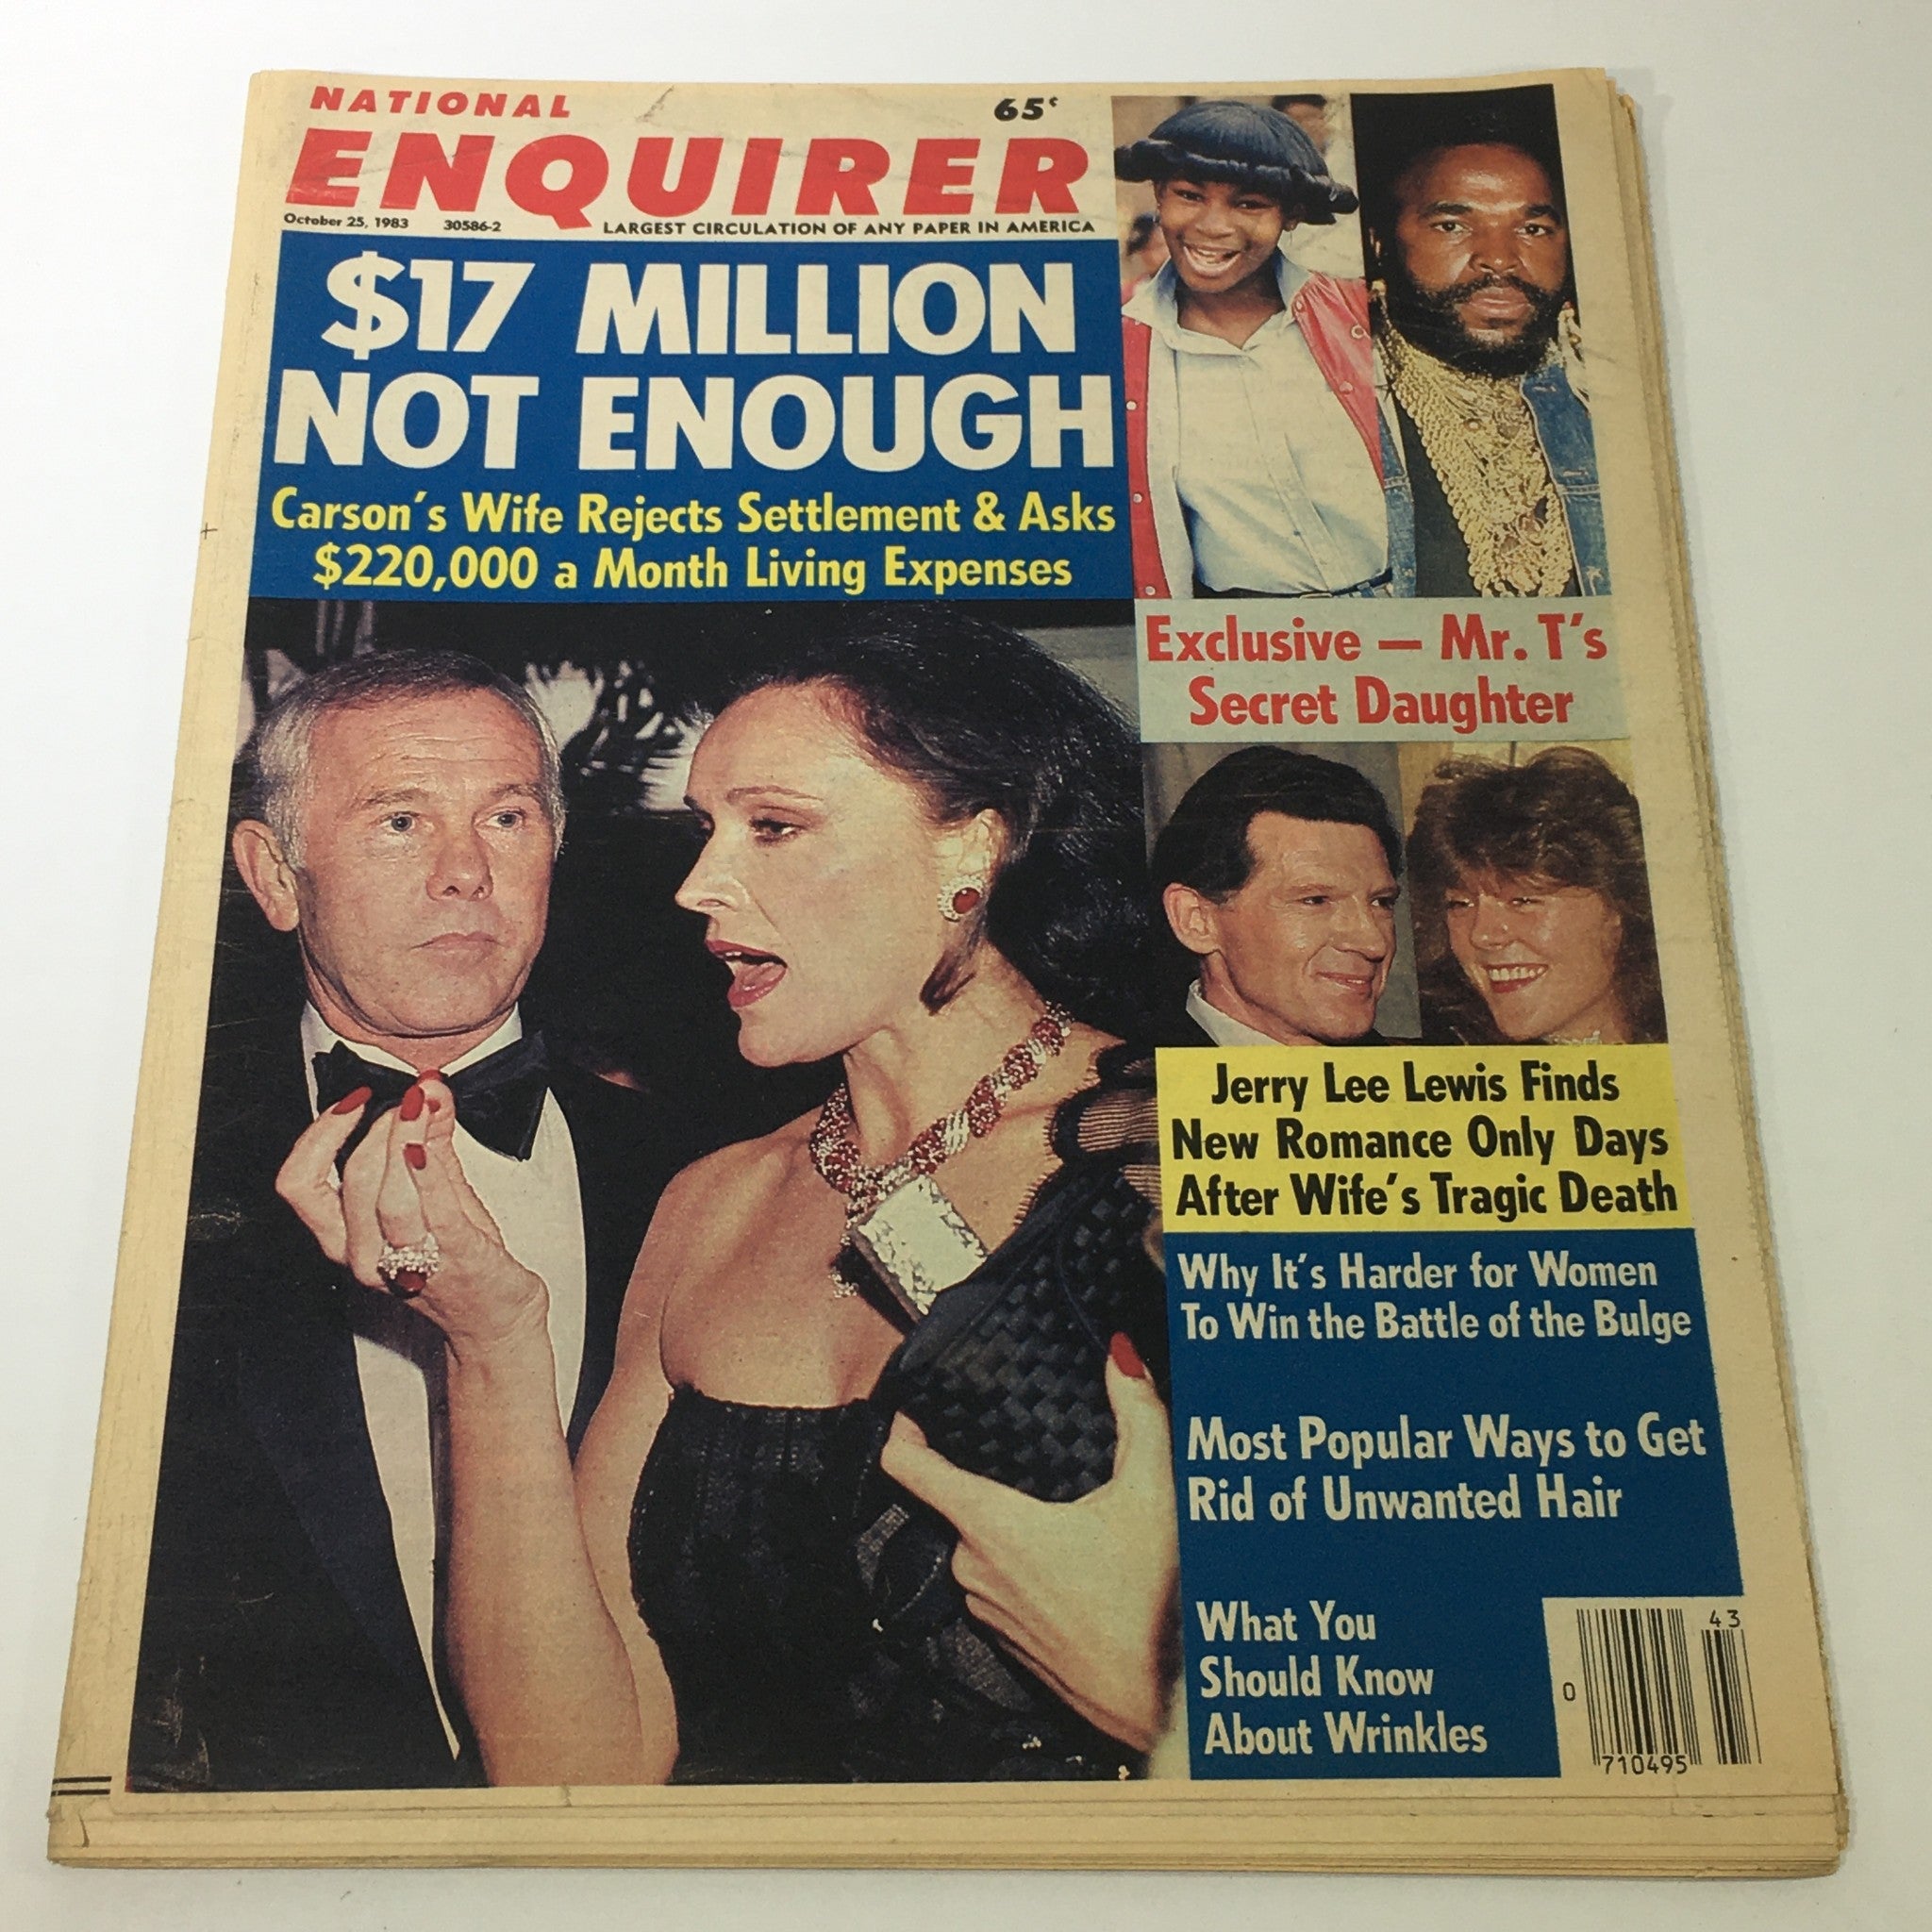 NATIONAL
65¢
ENQUIRER
October 25, 1983 30586-2 LARGEST CIRCULATION OF ANY PAPER IN AMERICA
$17 MILLION
NOT ENOUGH
Carson's Wife Rejects Settlement & Asks
$220,000 a Month Living Expenses
Exclusive — Mr. T's
Secret Daughter
Jerry Lee Lewis Finds
New Romance Only Days
After Wife's Tragic Death
Why It's Harder for Women
To Win the Battle of the Bulge
Most Popular Ways to Get
Rid of Unwanted Hair
What You
Should Know
About Wrinkles
43
0
710495